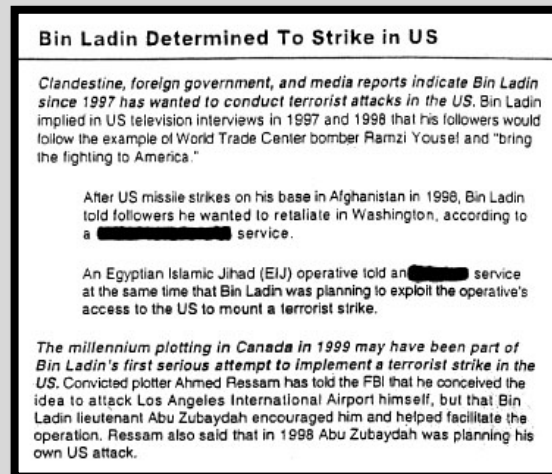 Bin Ladin Determined To Strike in US
Clandestine, foreign government, and media reports indicate Bin Ladin
since 1997 has wanted to conduct terrorist attacks in the US. Bin Ladin
implied in US television interviews in 1997 and 1998 that his followers would
follow the example of World Trade Center bomber Ramzi Yousef and "bring
the fighting to America."
After US missile strikes on his base in Afghanistan in 1998, Bin Ladin
told followers he wanted to retaliate in Washington, according to
a service.
An Egyptian Islamic Jihad (EIJ) operative told an service
at the same time that Bin Ladin was planning to exploit the operative's
access to the US to mount a terrorist strike.
The millennium plotting in Canada in 1999 may have been part of
Bin Ladin's first serious attempt to implement a terrorist strike in the
US. Convicted plotter Ahmed Ressam has told the FBI that he conceived the
idea to attack Los Angeles International Airport himself, but that Bin
Ladin lieutenant Abu Zubaydah encouraged him and helped facilitate the
operation. Ressam also said that in 1998 Abu Zubaydah was planning his
own US attack.